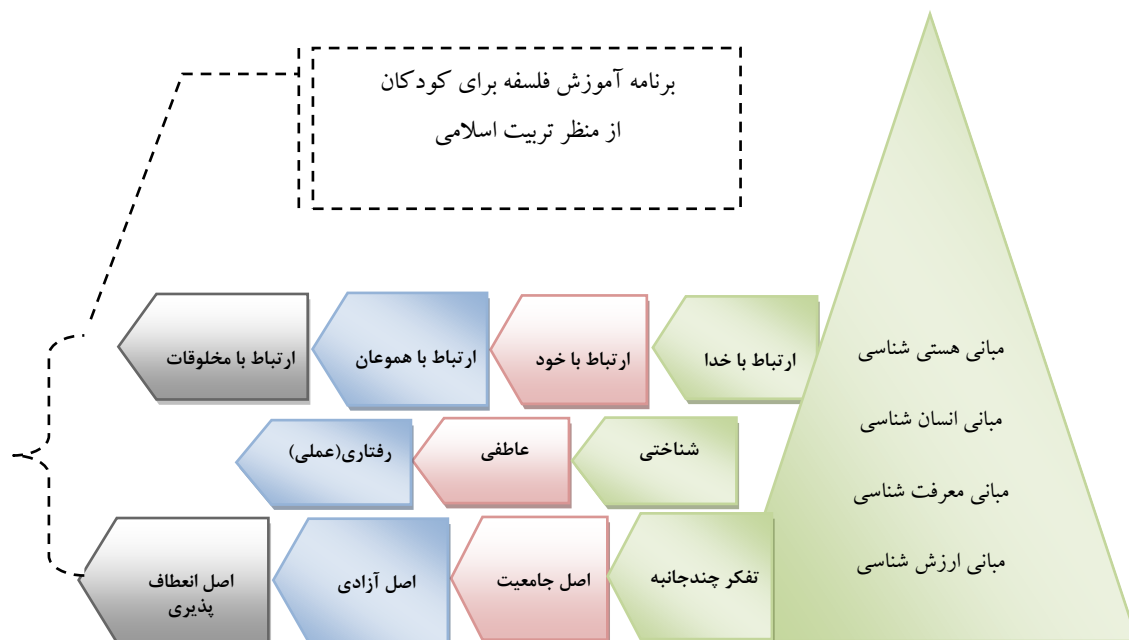 برنامه آموزش فلسفه برای کودکان
از منظر تربیت اسلامی
مبانی هستی شناسی
مبانی انسان شناسی
مبانی معرفت شناسی
مبانی ارزش شناسی
ارتباط با خدا
ارتباط با خود
ارتباط با هموعان
ارتباط با مخلوقات
شناختی
عاطفی
رفتاری(عملی)
تفکر چندجانبه
اصل جامعیت
اصل آزادی
اصل انعطاف
پذیری